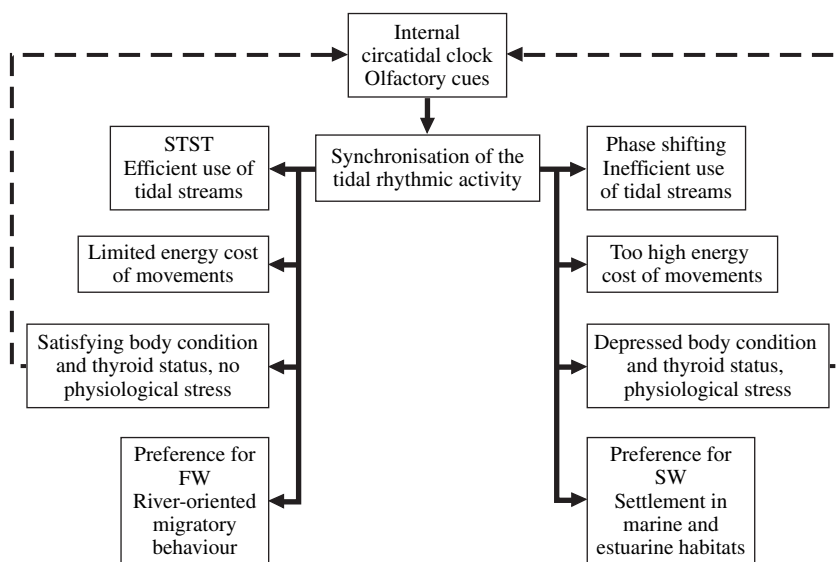 Internal
circatidal clock
Olfactory cues
STST
Efficient use of
tidal streams
Synchronisation of the
tidal rhythmic activity
Phase shifting
Inefficient use
of tidal streams
Limited energy cost
of movements
Too high energy
cost of movements
Satisfying body condition
and thyroid status, no
physiological stress
Depressed body condition
and thyroid status,
physiological stress
Preference for
FW
River-oriented
migratory
behaviour
Preference for
SW
Settlement in
marine and
estuarine habitats